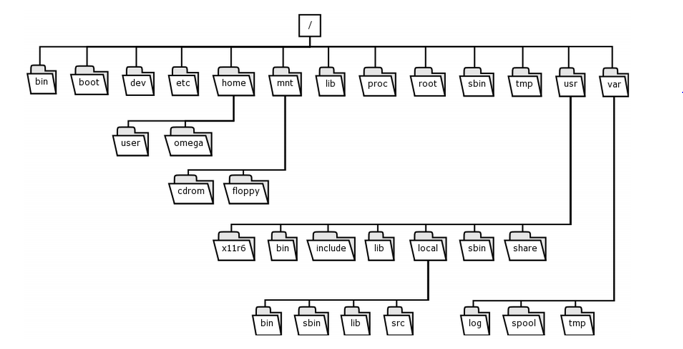 /
bin boot dev etc home mnt lib proc root sbin tmp usr var
user omega
cdrom floppy
x11r6 bin include lib local sbin share
bin sbin lib src log spool tmp